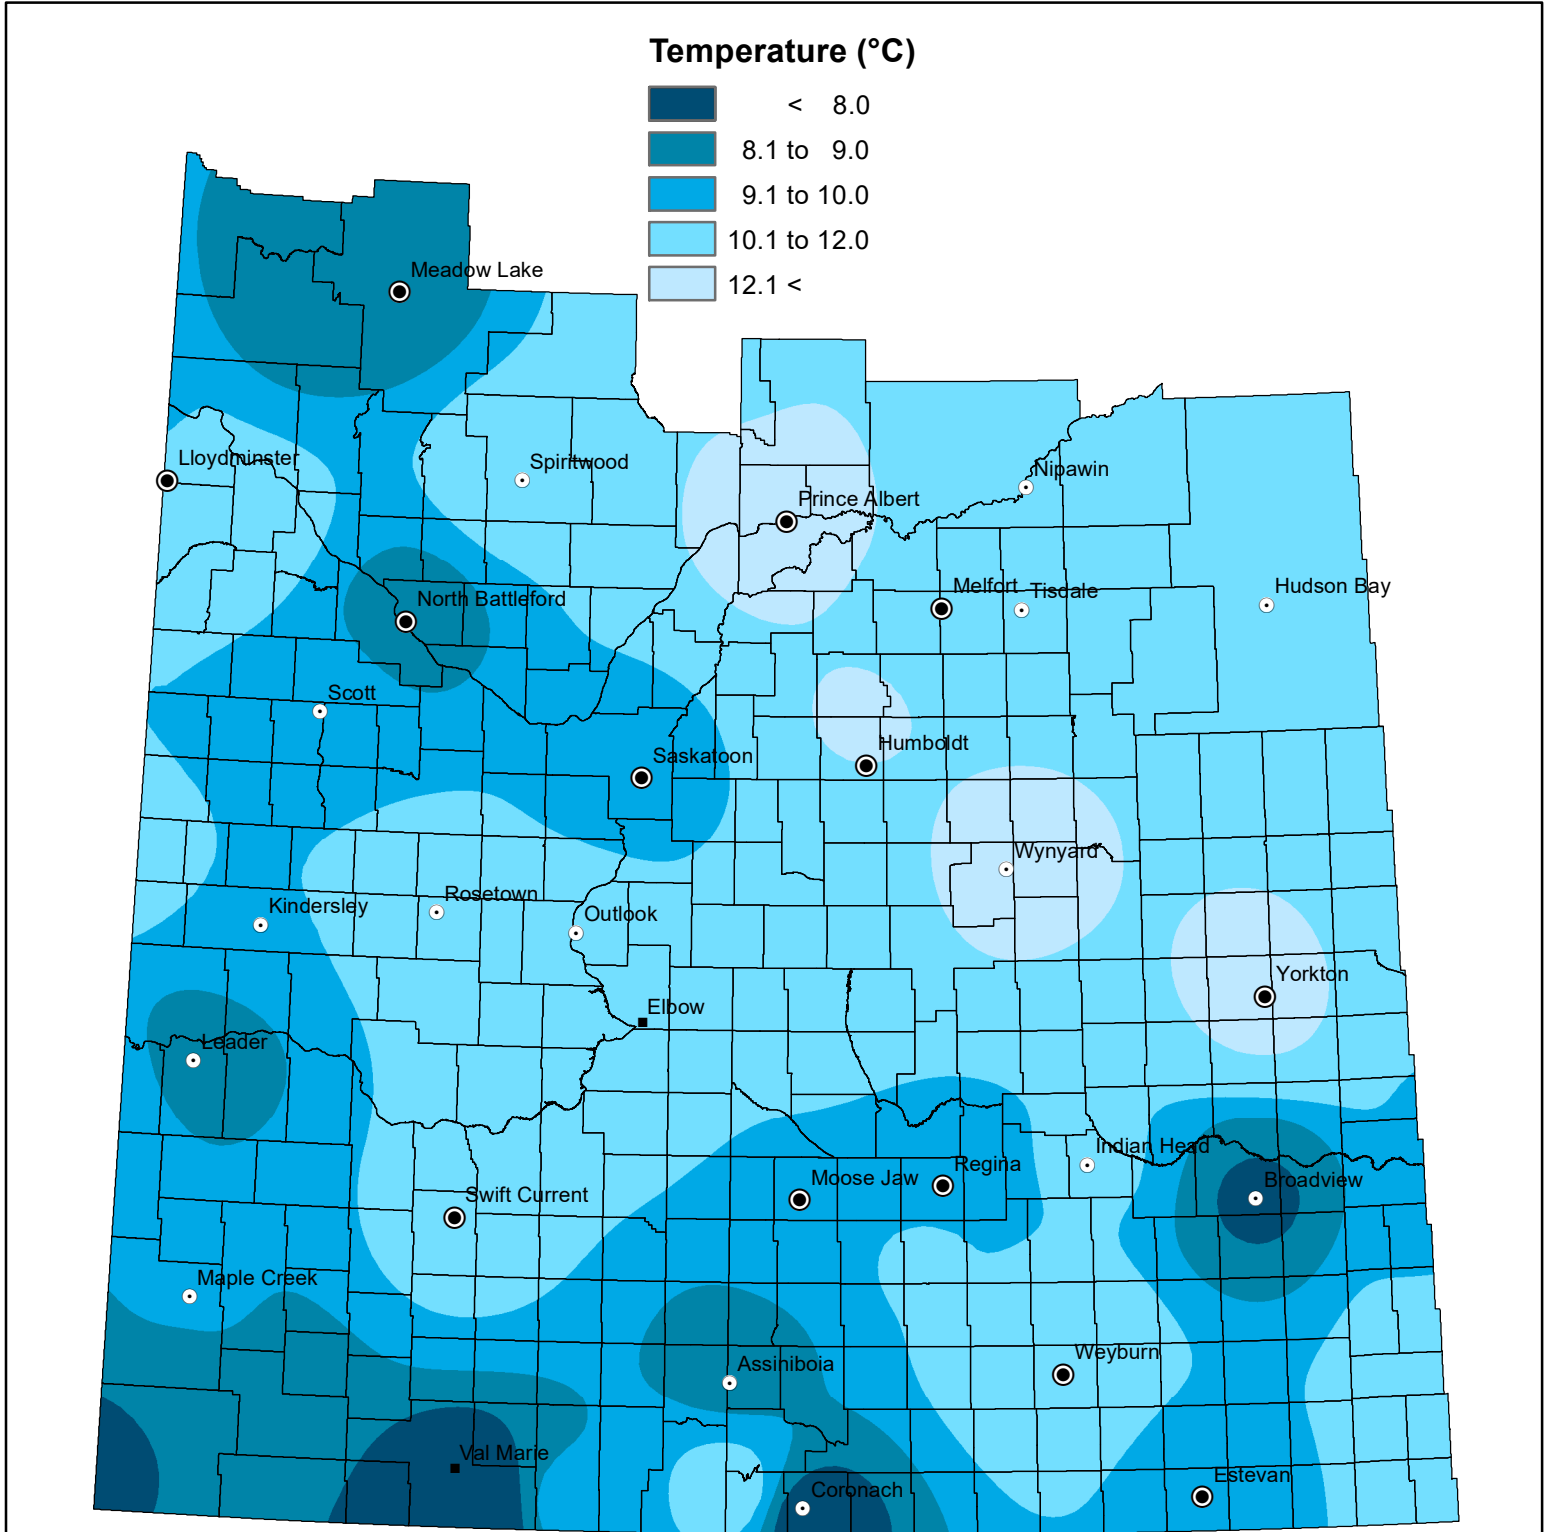 Temperature (°C)
< 8.0
8.1 to 9.0
9.1 to 10.0
10.1 to 12.0
12.1 <
Meadow Lake
Lloydminster
Spiritwood
Nipawin
Prince Albert
North Battleford
Melfort
Tisdale
Hudson Bay
Scott
Saskatoon
Humboldt
Wynyard
Kindersley
Rosetown
Outlook
Yorkton
Elbow
Leader
Indian Head
Moose Jaw
Regina
Broadview
Swift Current
Maple Creek
Assiniboia
Weyburn
Val Marie
Coronach
Estevan